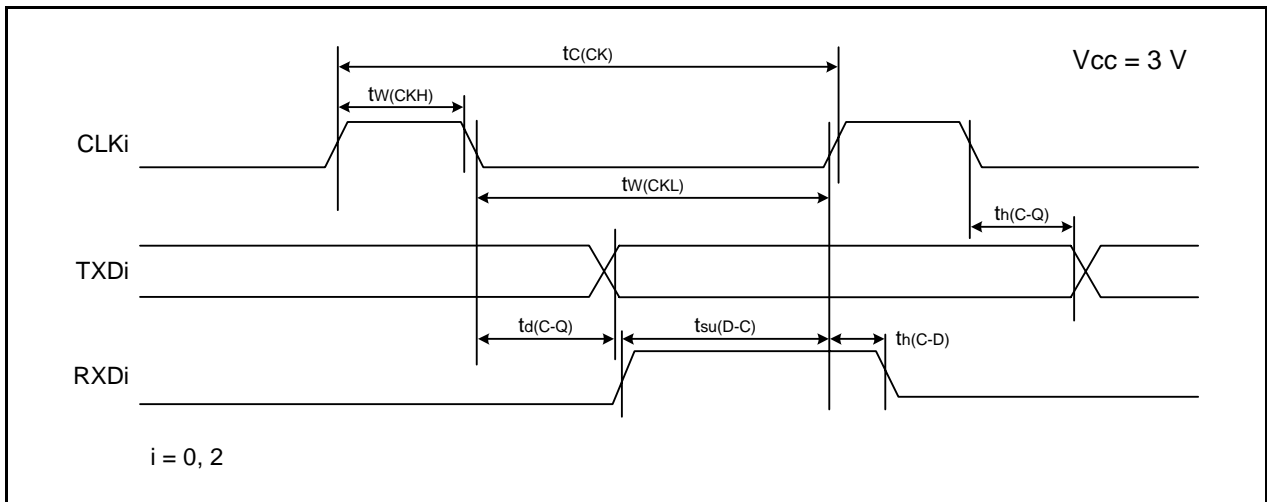 tC(CK)
Vcc = 3 V
tW(CKH)
CLKi
tW(CKL)
th(C-Q)
TXDi
td(C-Q)
tsu(D-C)
th(C-D)
RXDi
i = 0, 2